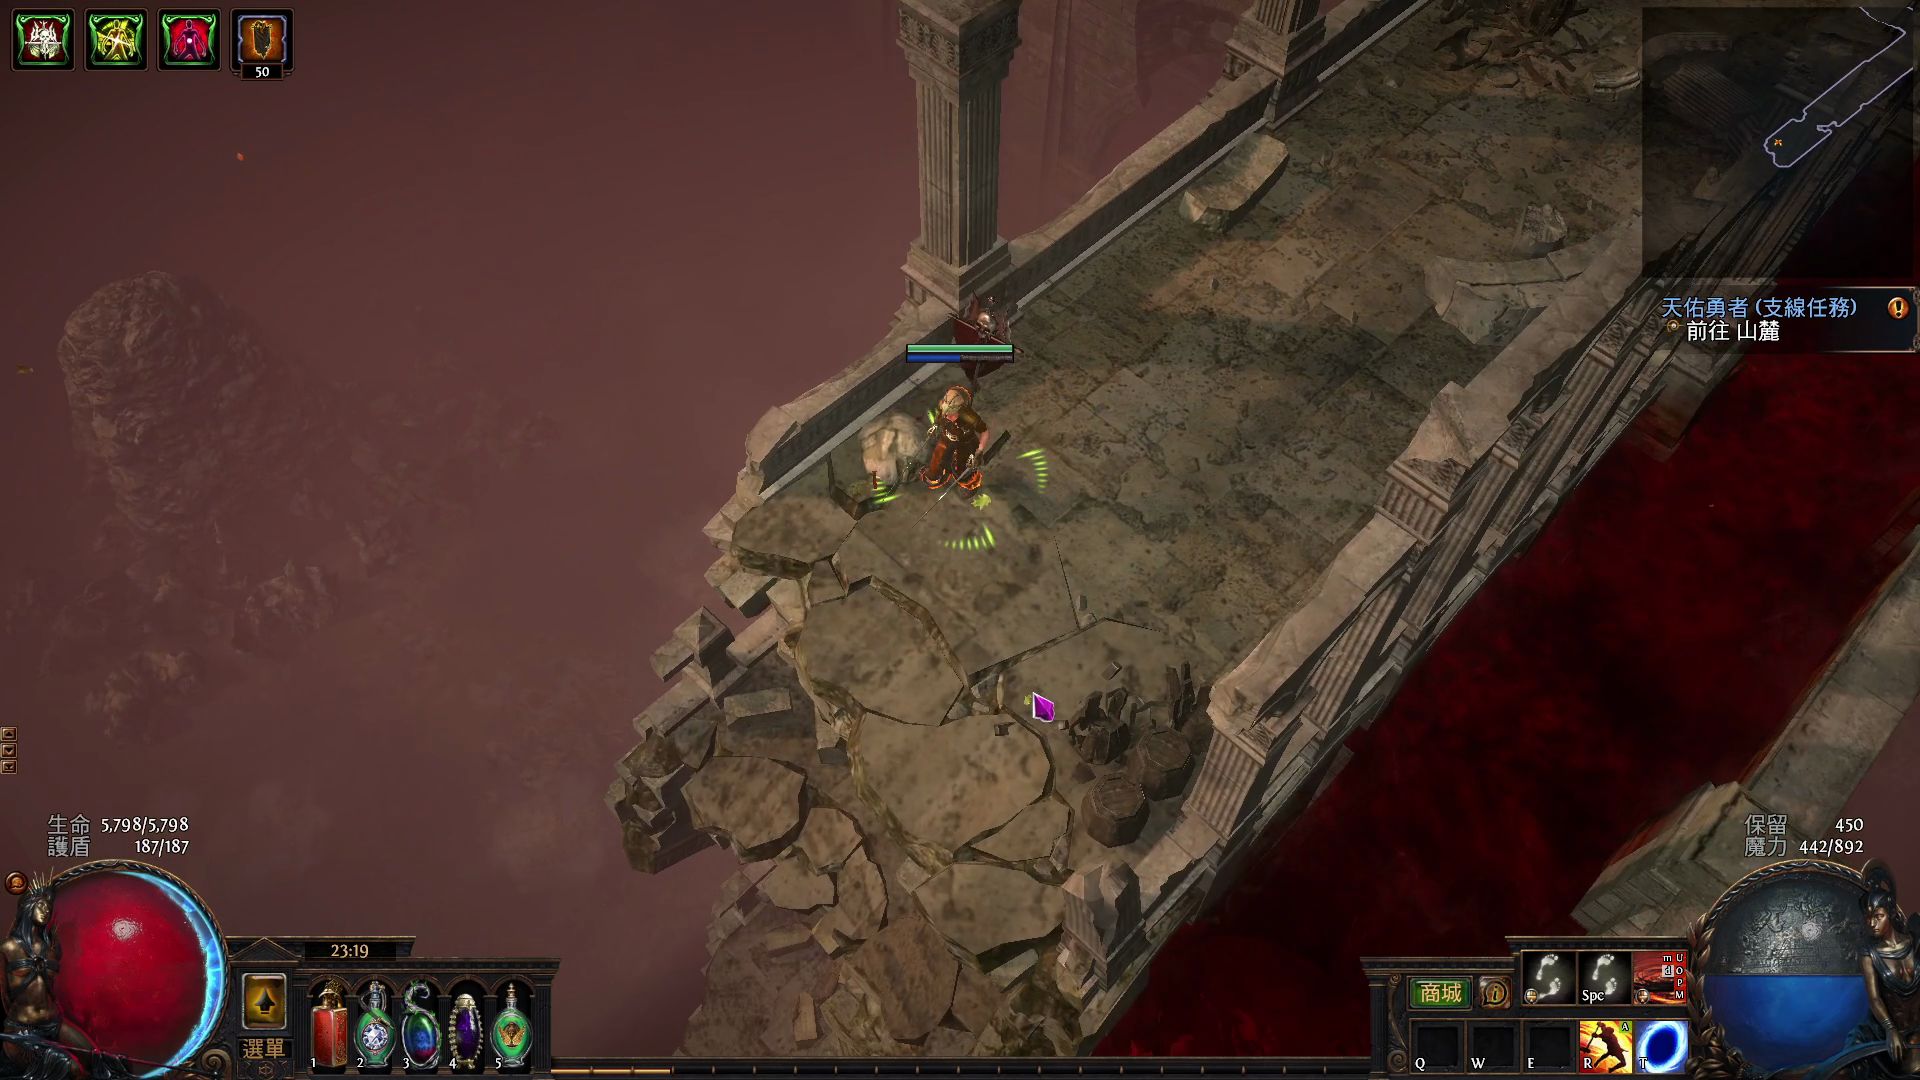 50
天佑勇者 (支線任務)
前往 山麓
生命 5,798/5,798
護盾 187/187
保留 450
魔力 442/892
23:19
選單
1 2 3 4 5
商城
Spc
Q W E R T
A